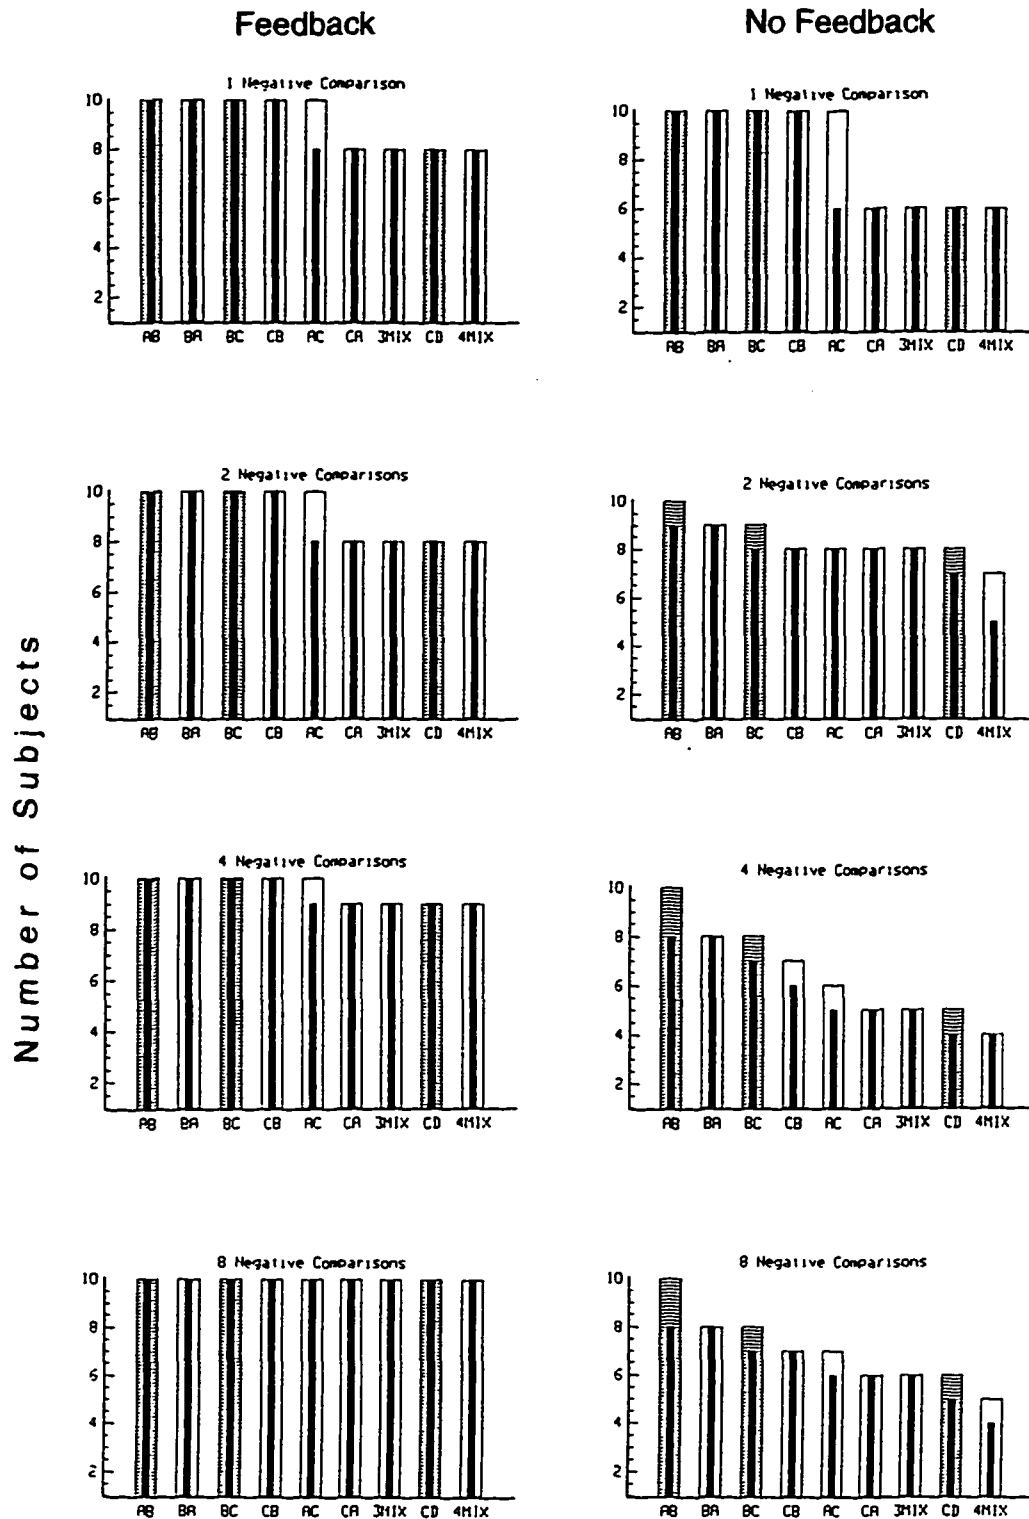 Feedback
No Feedback
Number of Subjects
1 Negative Comparison
10
8
6
4
2
AB BA BC CB AC CA 3MIX CD 4MIX
1 Negative Comparison
10
8
6
4
2
AB BA BC CB AC CA 3MIX CD 4MIX
2 Negative Comparisons
10
8
6
4
2
AB BA BC CB AC CA 3MIX CD 4MIX
2 Negative Comparisons
10
8
6
4
2
AB BA BC CB AC CA 3MIX CD 4MIX
4 Negative Comparisons
10
8
6
4
2
AB BA BC CB AC CA 3MIX CD 4MIX
4 Negative Comparisons
10
8
6
4
2
AB BA BC CB AC CA 3MIX CD 4MIX
8 Negative Comparisons
10
8
6
4
2
AB BA BC CB AC CA 3MIX CD 4MIX
8 Negative Comparisons
10
8
6
4
2
AB BA BC CB AC CA 3MIX CD 4MIX